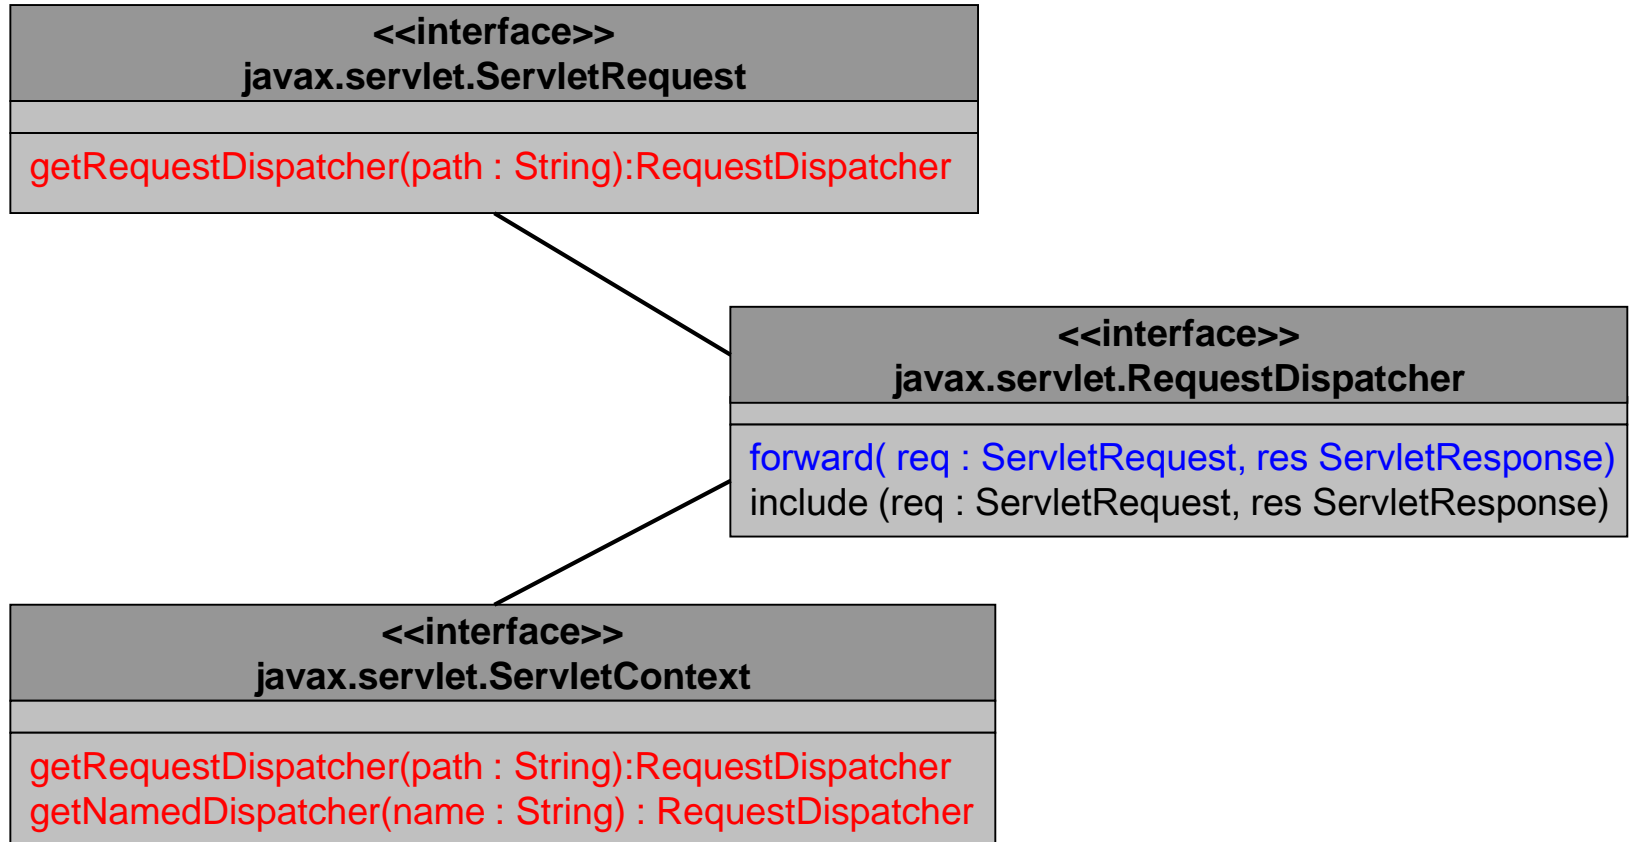 <<interface>>
javax.servlet.ServletRequest
getRequestDispatcher(path : String):RequestDispatcher
<<interface>>
javax.servlet.RequestDispatcher
forward( req : ServletRequest, res ServletResponse)
include (req : ServletRequest, res ServletResponse)
<<interface>>
javax.servlet.ServletContext
getRequestDispatcher(path : String):RequestDispatcher
getNamedDispatcher(name : String) : RequestDispatcher